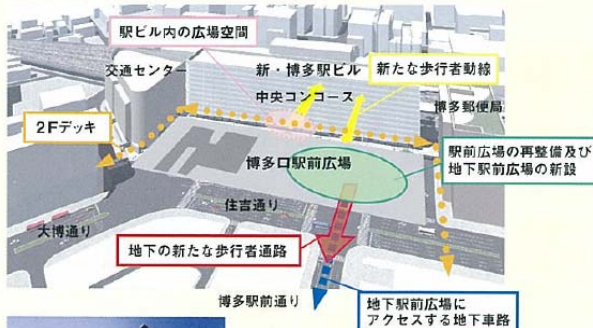 駅ビル内の広場空間
交通センター
新・博多駅ビル
新たな歩行者動線
中央コンコース
博多郵便局
2Fデッキ
駅前広場の再整備及び
地下駅前広場の新設
博多口駅前広場
住吉通り
大博通り
地下の新たな歩行者通路
博多駅前通り
地下駅前広場に
アクセスする地下車路